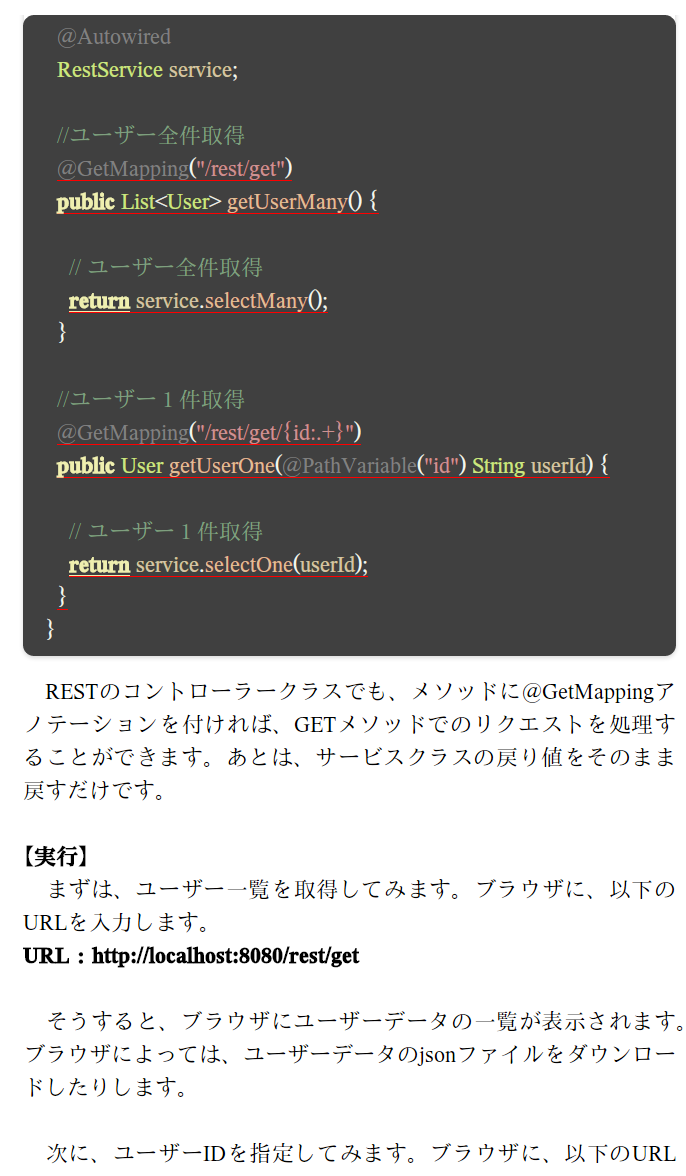 @Autowired
RestService service;
//ユーザー全件取得
@GetMapping("/rest/get")
public List<User> getUserMany() {
// ユーザー全件取得
return service.selectMany();
}
//ユーザー１件取得
@GetMapping("/rest/get/{id:.+}")
public User getUserOne(@PathVariable("id") String userId) {
// ユーザー１件取得
return service.selectOne(userId);
}
}
RESTのコントローラークラスでも、メソッドに@GetMappingア
ノテーションを付ければ、GETメソッドでのリクエストを処理す
ることができます。あとは、サービスクラスの戻り値をそのまま
戻すだけです。
【実行】
まずは、ユーザー一覧を取得してみます。ブラウザに、以下の
URLを入力します。
URL：http://localhost:8080/rest/get
そうすると、ブラウザにユーザーデータの一覧が表示されます。
ブラウザによっては、ユーザーデータのjsonファイルをダウンロー
ドしたりします。
次に、ユーザーIDを指定してみます。ブラウザに、以下のURL